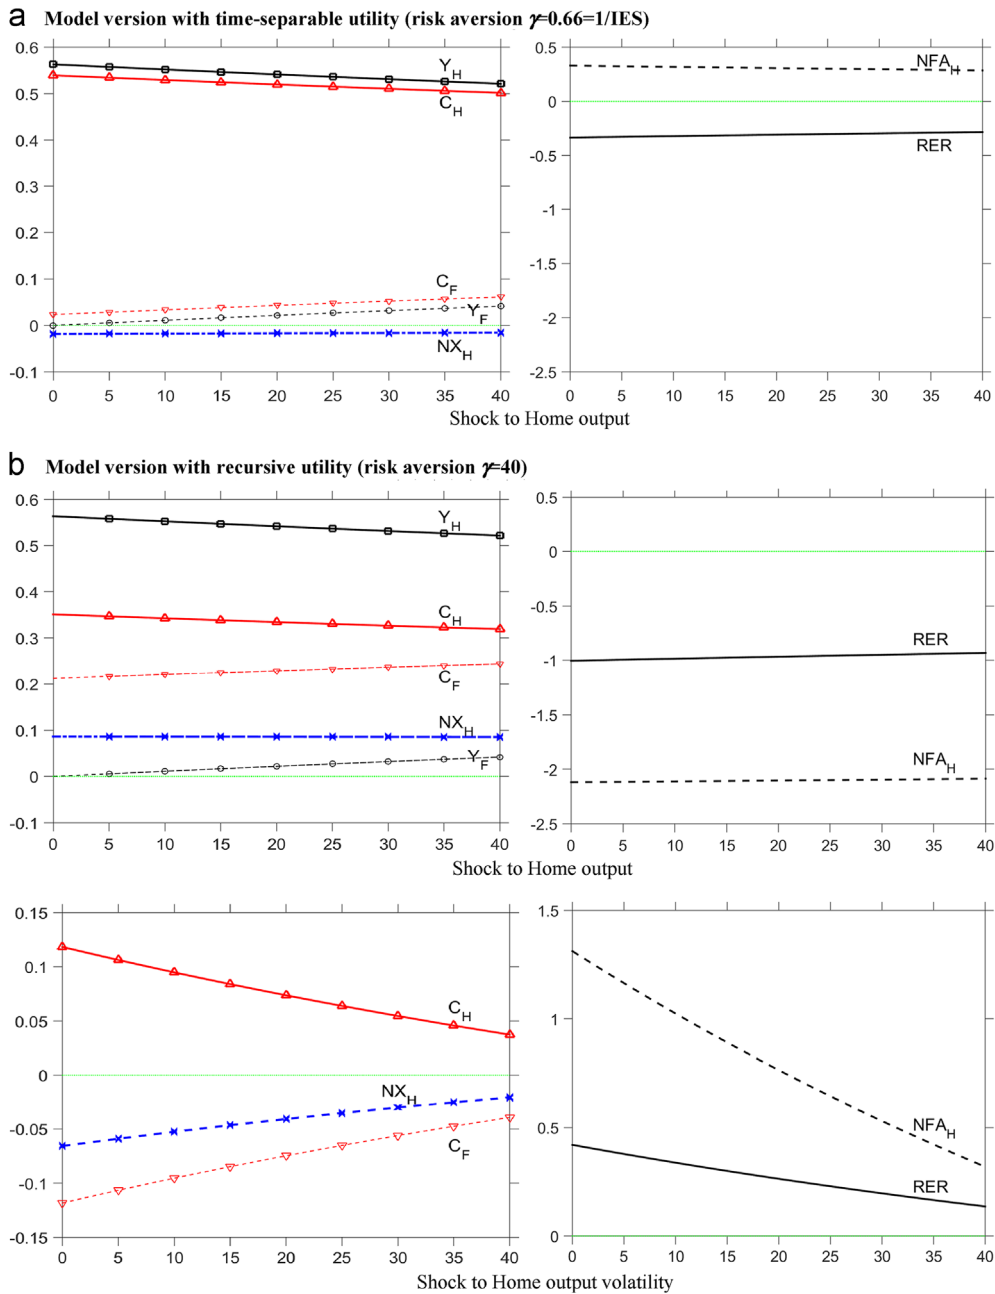 a Model version with time-separable utility (risk aversion γ=0.66=1/IES)
0.6
0.5
0.4
0.3
0.2
0.1
0
-0.1
0 5 10 15 20 25 30 35 40
Y_H
C_H
C_F
Y_F
NX_H
0.5
0
-0.5
-1
-1.5
-2
-2.5
0 5 10 15 20 25 30 35 40
NFA_H
RER
Shock to Home output
b Model version with recursive utility (risk aversion γ=40)
0.6
0.5
0.4
0.3
0.2
0.1
0
-0.1
0 5 10 15 20 25 30 35 40
Y_H
C_H
C_F
NX_H
Y_F
0.5
0
-0.5
-1
-1.5
-2
-2.5
0 5 10 15 20 25 30 35 40
RER
NFA_H
Shock to Home output
0.15
0.1
0.05
0
-0.05
-0.1
-0.15
0 5 10 15 20 25 30 35 40
C_H
NX_H
C_F
1.5
1
0.5
0
0 5 10 15 20 25 30 35 40
NFA_H
RER
Shock to Home output volatility